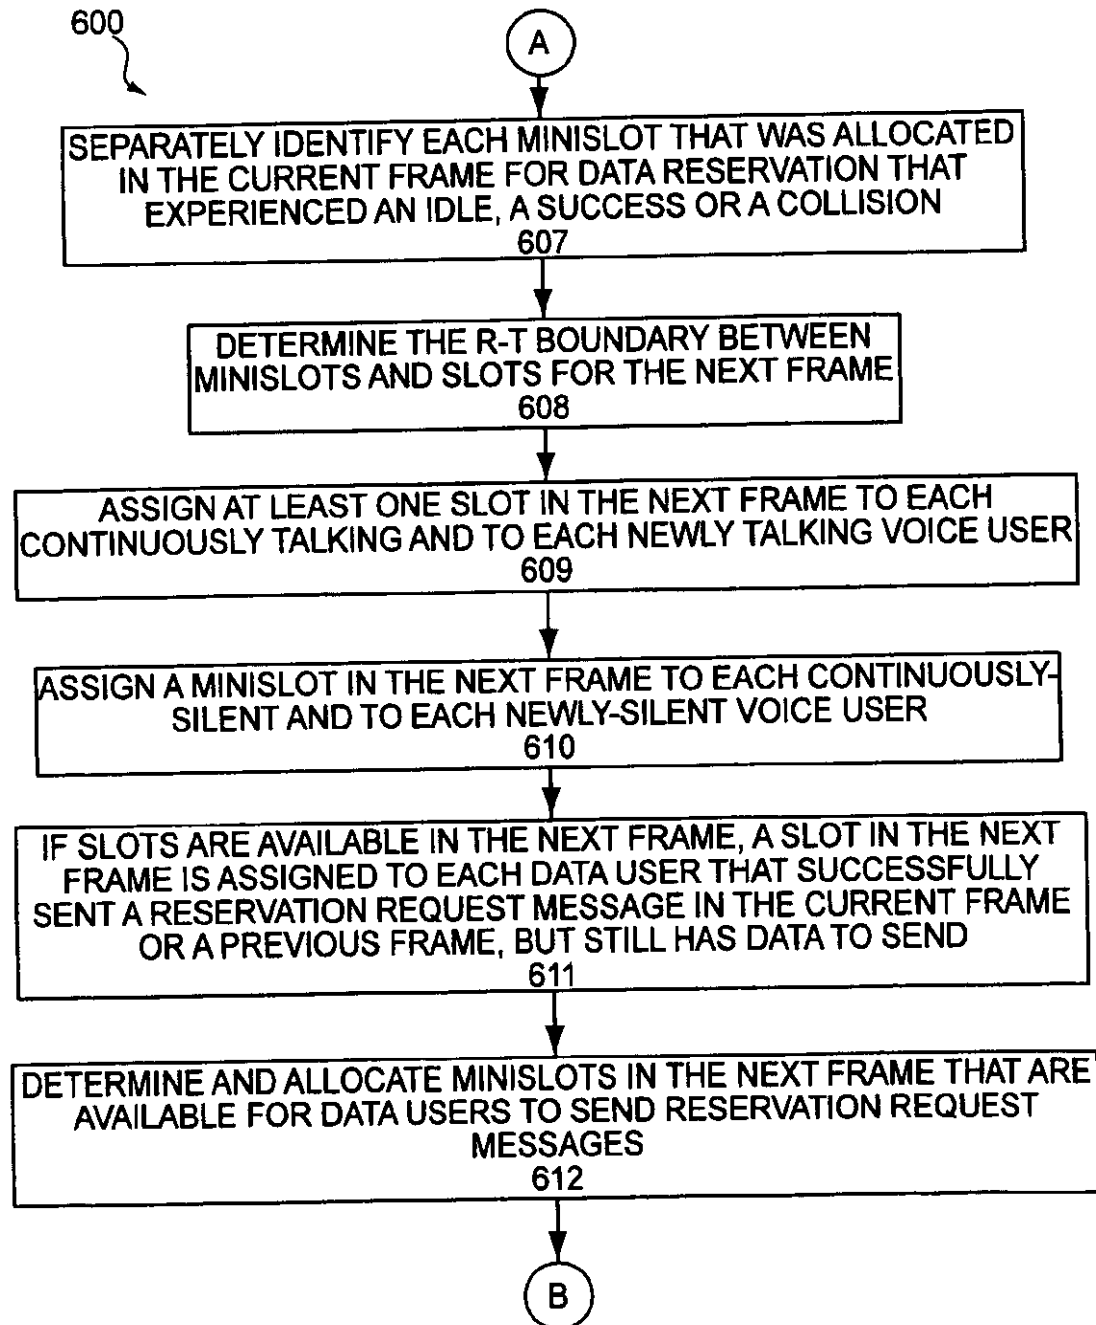 600
A
SEPARATELY IDENTIFY EACH MINISLOT THAT WAS ALLOCATED
IN THE CURRENT FRAME FOR DATA RESERVATION THAT
EXPERIENCED AN IDLE, A SUCCESS OR A COLLISION
607
DETERMINE THE R-T BOUNDARY BETWEEN
MINISLOTS AND SLOTS FOR THE NEXT FRAME
608
ASSIGN AT LEAST ONE SLOT IN THE NEXT FRAME TO EACH
CONTINUOUSLY TALKING AND TO EACH NEWLY TALKING VOICE USER
609
ASSIGN A MINISLOT IN THE NEXT FRAME TO EACH CONTINUOUSLY-
SILENT AND TO EACH NEWLY-SILENT VOICE USER
610
IF SLOTS ARE AVAILABLE IN THE NEXT FRAME, A SLOT IN THE NEXT
FRAME IS ASSIGNED TO EACH DATA USER THAT SUCCESSFULLY
SENT A RESERVATION REQUEST MESSAGE IN THE CURRENT FRAME
OR A PREVIOUS FRAME, BUT STILL HAS DATA TO SEND
611
DETERMINE AND ALLOCATE MINISLOTS IN THE NEXT FRAME THAT ARE
AVAILABLE FOR DATA USERS TO SEND RESERVATION REQUEST
MESSAGES
612
B